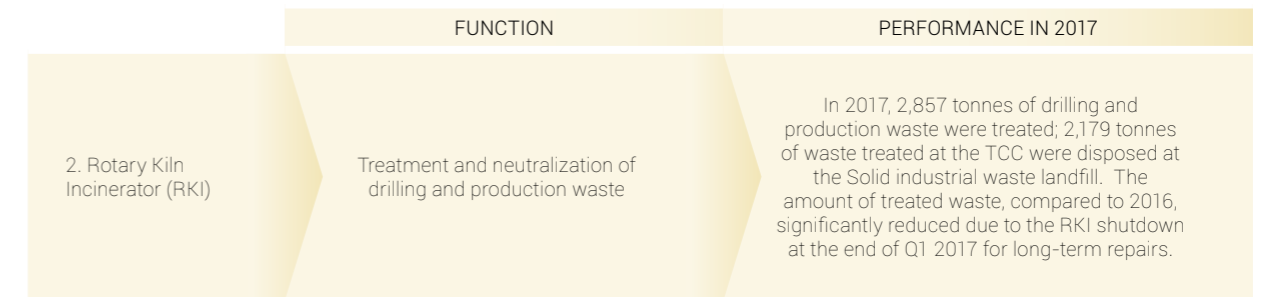 FUNCTION
PERFORMANCE IN 2017
2. Rotary Kiln
Incinerator (RKI)
Treatment and neutralization of
drilling and production waste
In 2017, 2,857 tonnes of drilling and
production waste were treated; 2,179 tonnes
of waste treated at the TCC were disposed at
the Solid industrial waste landfill.  The
amount of treated waste, compared to 2016,
significantly reduced due to the RKI shutdown
at the end of Q1 2017 for long-term repairs.